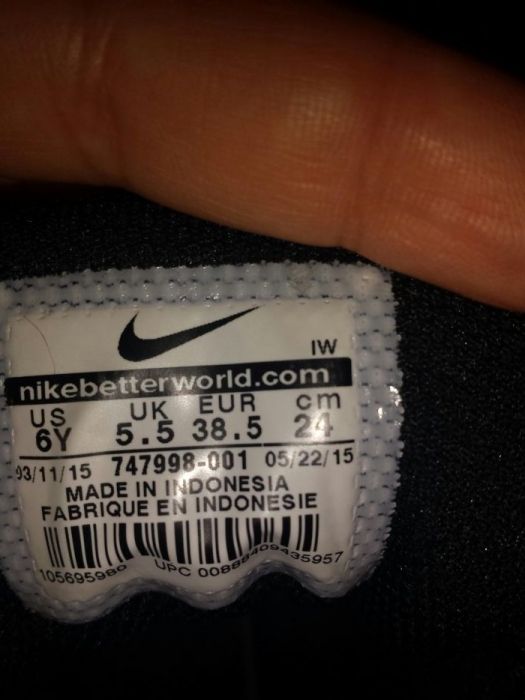 IW
nikebetterworld.com
US UK EUR cm
6Y 5.5 38.5 24
03/11/15 747998-001 05/22/15
MADE IN INDONESIA
FABRIQUE EN INDONESIE
105695980 UPC 00888409435957